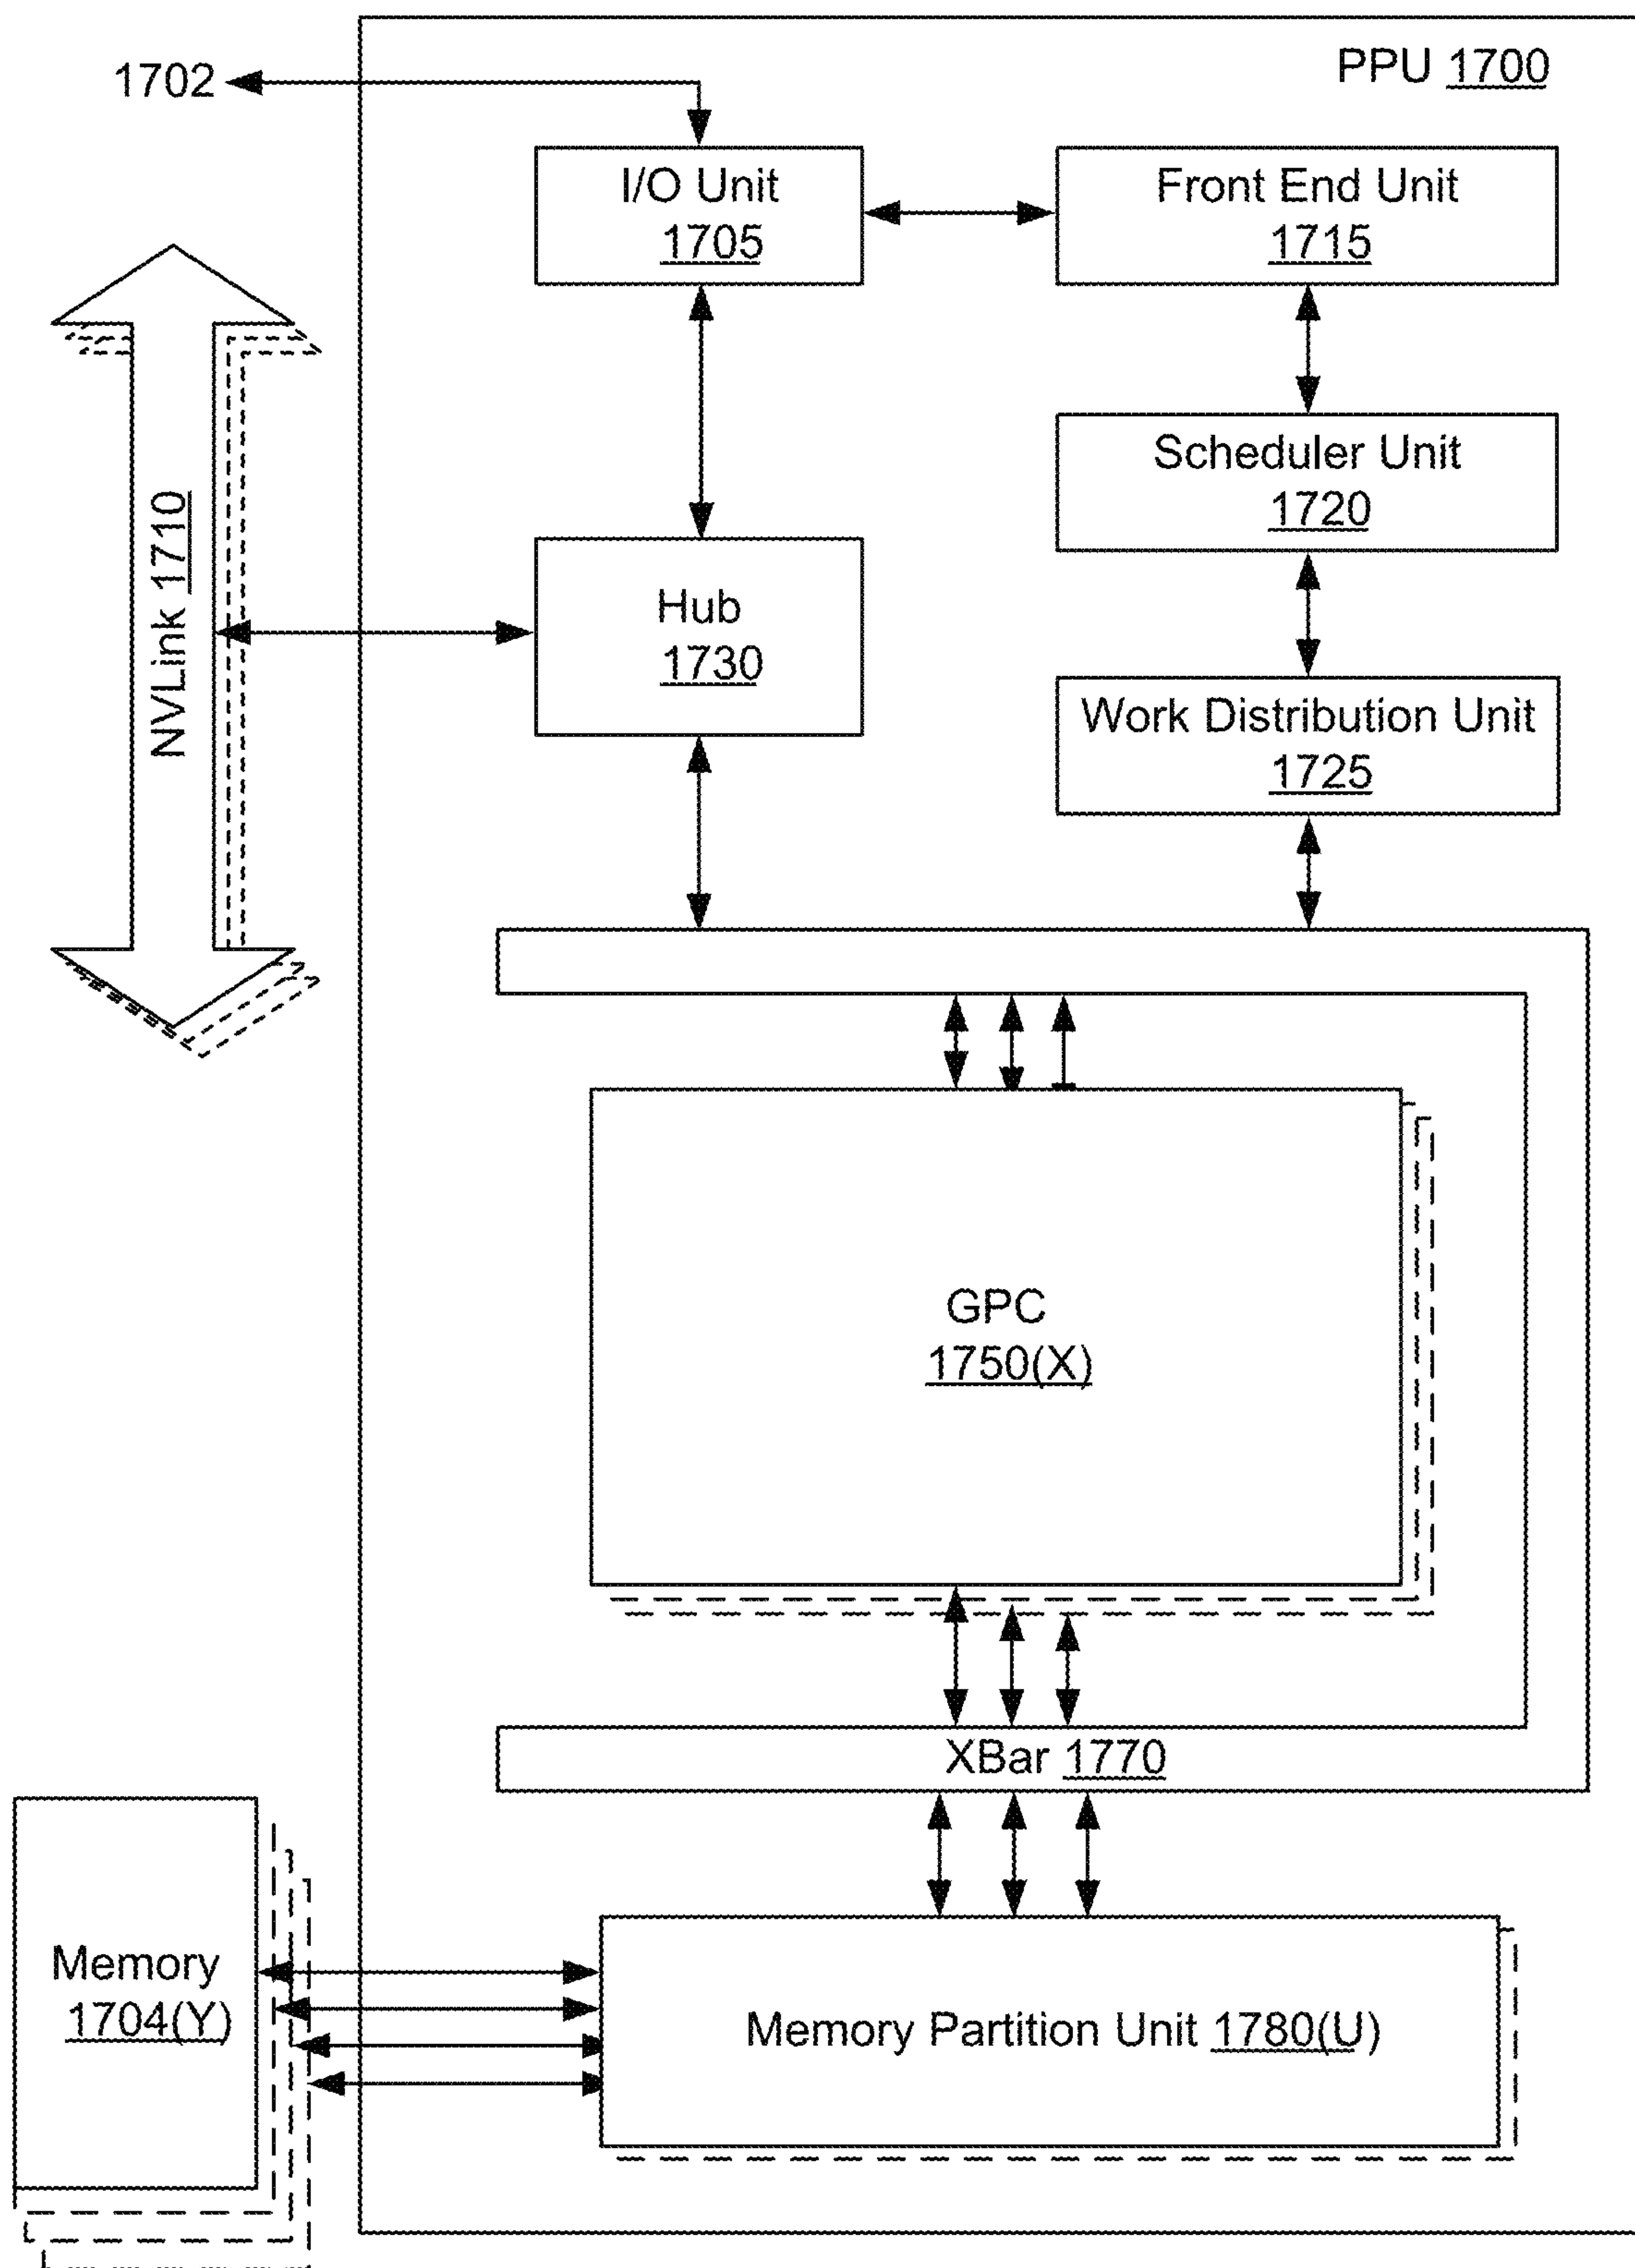 PPU 1700
1702
I/O Unit
1705
Front End Unit
1715
Scheduler Unit
1720
NVLink 1710
Hub
1730
Work Distribution Unit
1725
GPC
1750(X)
XBar 1770
Memory
1704(Y)
Memory Partition Unit 1780(U)